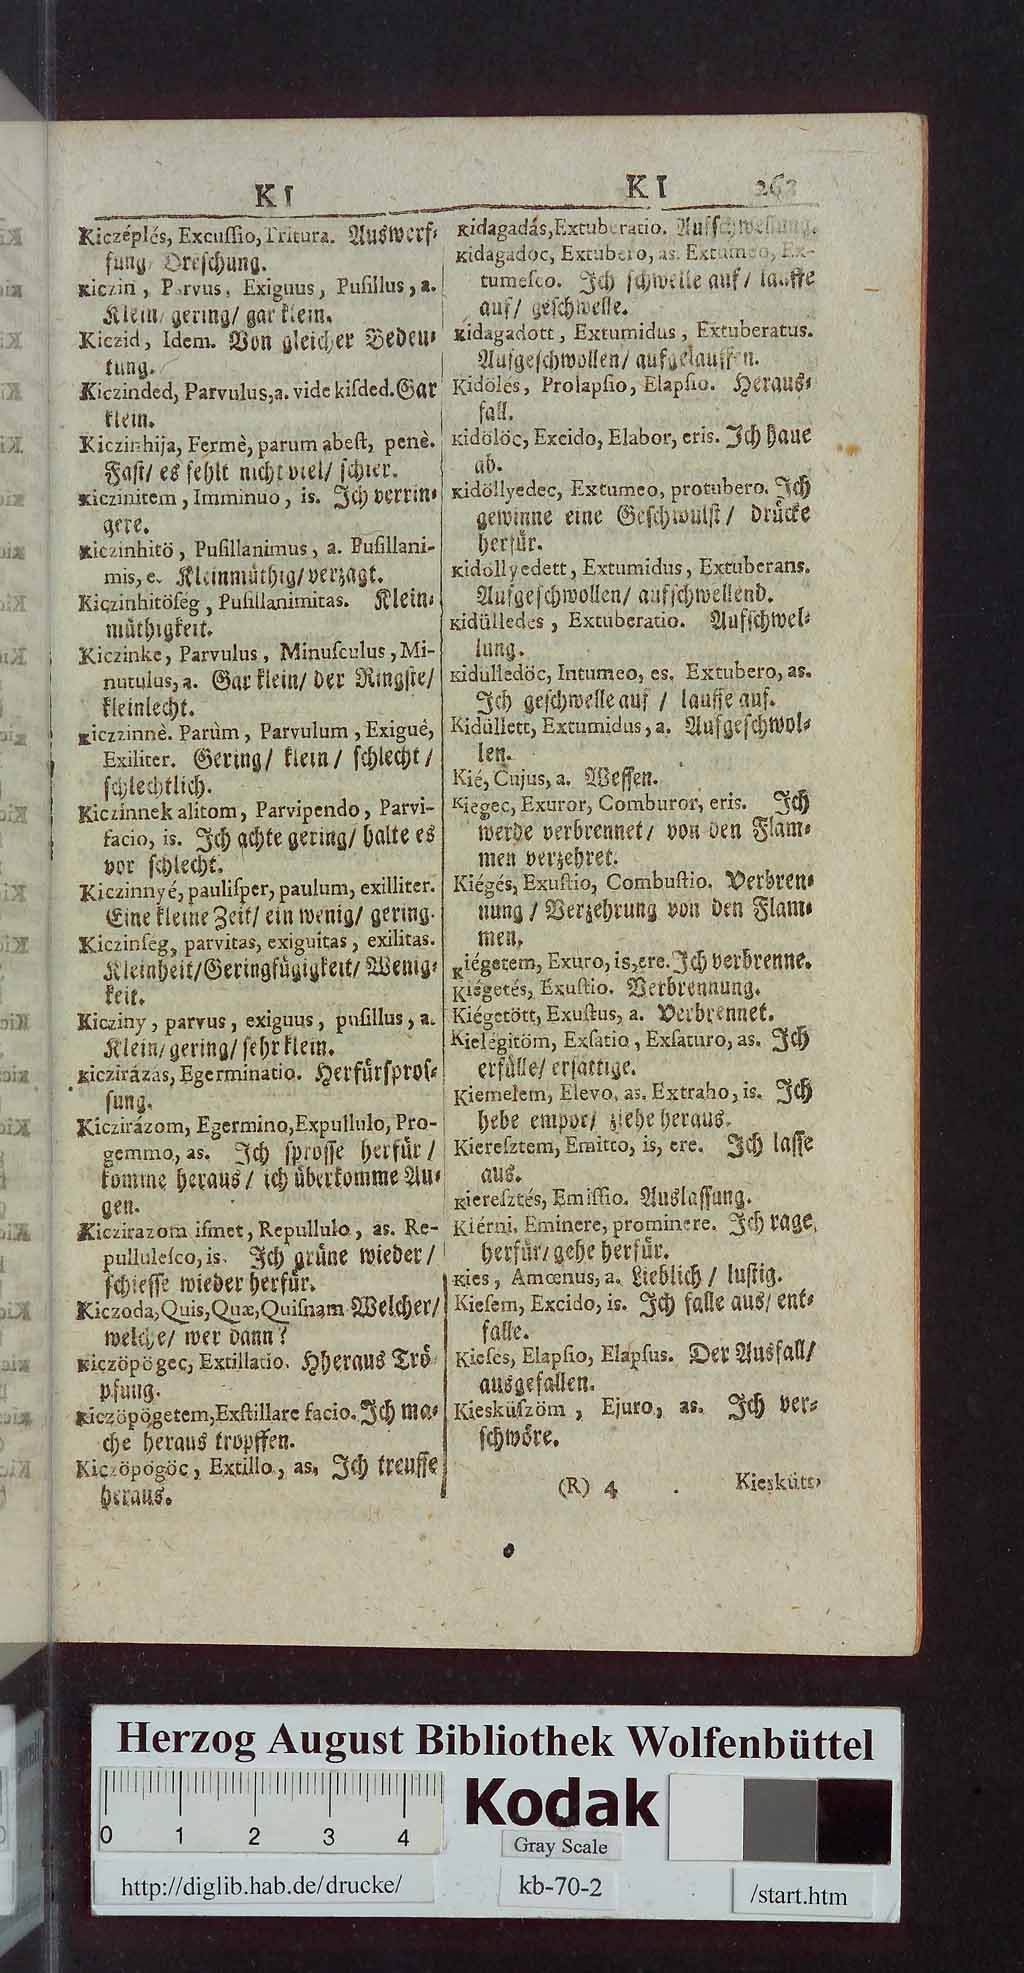 KI
Kiczéplés, Excuſſio, Tritura. Auswerf⸗
fung/ Dreſchung.
Kiczin, Parvus, Exiguus, Puſillus, a.
Klein/ gering/ gar klein.
Kiczid, Idem. Von gleicher Bedeu⸗
tung.
Kiczinded, Parvulus, a. vide kiſded. Gar
klein.
Kiczinhija, Fermè, parum abeſt, penè.
Faſt/ es fehlt nicht viel/ ſchier.
Kiczinitem, Imminuo, is. Ich verrin⸗
gere.
Kiczinhitö, Puſillanimus, a. Puſillani-
mis, e. Kleinmüthig/ verzagt.
Kiczinhitöſég, Puſillanimitas. Klein⸗
müthigkeit.
Kiczinke, Parvulus, Minuſculus, Mi-
nutulus, a. Gar klein/ der Ringſte/
kleinlecht.
Kiczzinnè. Parùm, Parvulum, Exiguè,
Exiliter. Gering/ klein/ ſchlecht/
ſchlechtlich.
Kiczinnek alitom, Parvipendo, Parvi-
facio, is. Ich achte gering/ halte es
vor ſchlecht.
Kiczinnyé, pauliſper, paulum, exilliter.
Eine kleine Zeit/ ein wenig/ gering.
Kiczinſeg, parvitas, exiguitas, exilitas.
Kleinheit/ Geringfügigkeit/ Wenig⸗
keit.
Kicziny, parvus, exiguus, puſillus, a.
Klein/ gering/ ſehr klein.
Kiczirázás, Egerminatio. Herfürſproſ⸗
ſung.
Kiczirázom, Egermino, Expullulo, Pro-
gemmo, as. Ich ſproſſe herfür/
komme heraus/ ich überkomme Au⸗
gen.
Kiczirazom iſmet, Repullulo, as. Re-
pulluleſco, is. Ich grüne wieder/
ſchieſſe wieder herfür.
Kiczoda, Quis, Quæ, Quiſnam Welcher/
welche/ wer dann?
Kiczöpögec, Extillatio. Hheraus Trö
pfung.
Kiczöpögetem, Exſtillare facio. Ich ma⸗
che heraus tropffen.
Kiczöpögöc, Extillo, as, Ich treuffe
heraus.
KI 263
Kidagadás, Extuberatio. Aufſchwellung.
Kidagadoc, Extubero, as. Extumeo, Ex-
tumeſco. Ich ſchwelle auf/ lauffe
auf/ geſchwelle.
Kidagadott, Extumidus, Extuberatus.
Aufgeſchwollen/ aufgelauffen.
Kidölés, Prolapſio, Elapſio. Heraus⸗
fall.
Kidölöc, Excido, Elabor, eris. Ich haue
ab.
Kidöllyedec, Extumeo, protubero. Ich
gewinne eine Geſchwulſt/ drücke
herfür.
Kidöllyedett, Extumidus, Extuberans.
Aufgeſchwollen/ aufſchwellend.
Kidülledes, Extuberatio. Aufſchwel⸗
lung.
Kidülledöc, Intumeo, es, Extubero, as.
Ich geſchwelle auf / lauffe auf.
Kidüllett, Extumidus, a. Aufgeſchwol⸗
len.
Kié, Cujus, a. Weſſen.
Kiegec, Exuror, Comburor, eris. Ich
werde verbrennet/ von den Flam⸗
men verzehret.
Kiégés, Exuſtio, Combuſtio. Verbren⸗
nung / Verzehrung von den Flam⸗
men.
Kiégetem, Exuro, is, ere. Ich verbrenne.
Kiégetés, Exuſtio. Verbrennung.
Kiégetött, Exuſtus, a. Verbrennet.
Kielégitöm, Exſatio, Exſaturo, as. Ich
erfülle/ erſättige.
Kiemelem, Elevo, as. Extraho, is. Ich
hebe empor/ ziehe heraus.
Kiereſztem, Emitto, is, ere. Ich laſſe
aus.
Kiereſztés, Emiſſio. Auslaſſung.
Kiérni. Eminere, prominere. Ich rage
herfür/ gehe herfür.
Kies, Amœnus, a. Lieblich / luſtig.
Kieſem, Excido, is. Ich falle aus/ ent⸗
falle.
Kieſés, Elapſio, Elapſus. Der Ausfall/
ausgefallen.
Kiesküſzöm, Ejuro, as. Ich ver⸗
ſchwöre.
(R) 4 Kieskütt⸗
Herzog August Bibliothek Wolfenbüttel
0 1 2 3 4
Kodak
Gray Scale
http://diglib.hab.de/drucke/
kb-70-2
/start.htm